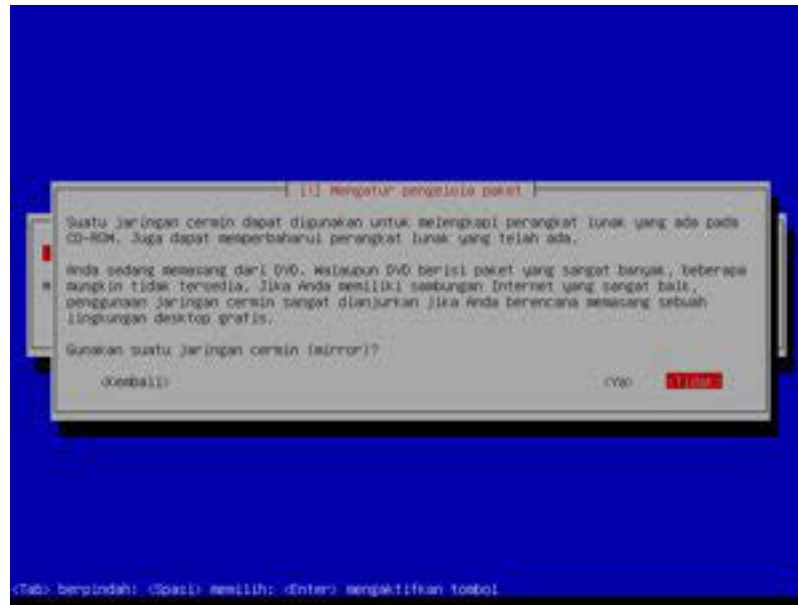 [!] Mengatur pengelola paket
Suatu jaringan cermin dapat digunakan untuk melengkapi perangkat lunak yang ada pada
CD-ROM. Juga dapat memperbaharui perangkat lunak yang telah ada.
Anda sedang memasang dari DVD. Walaupun DVD berisi paket yang sangat banyak, beberapa
mungkin tidak tersedia. Jika Anda memiliki sambungan Internet yang sangat baik,
penggunaan jaringan cermin sangat dianjurkan jika Anda berencana memasang sebuah
lingkungan desktop grafis.
Gunakan suatu jaringan cermin (mirror)?
<Kembali> <Ya> <Tidak>
<Tab> berpindah; <Spasi> memilih; <Enter> mengaktifkan tombol